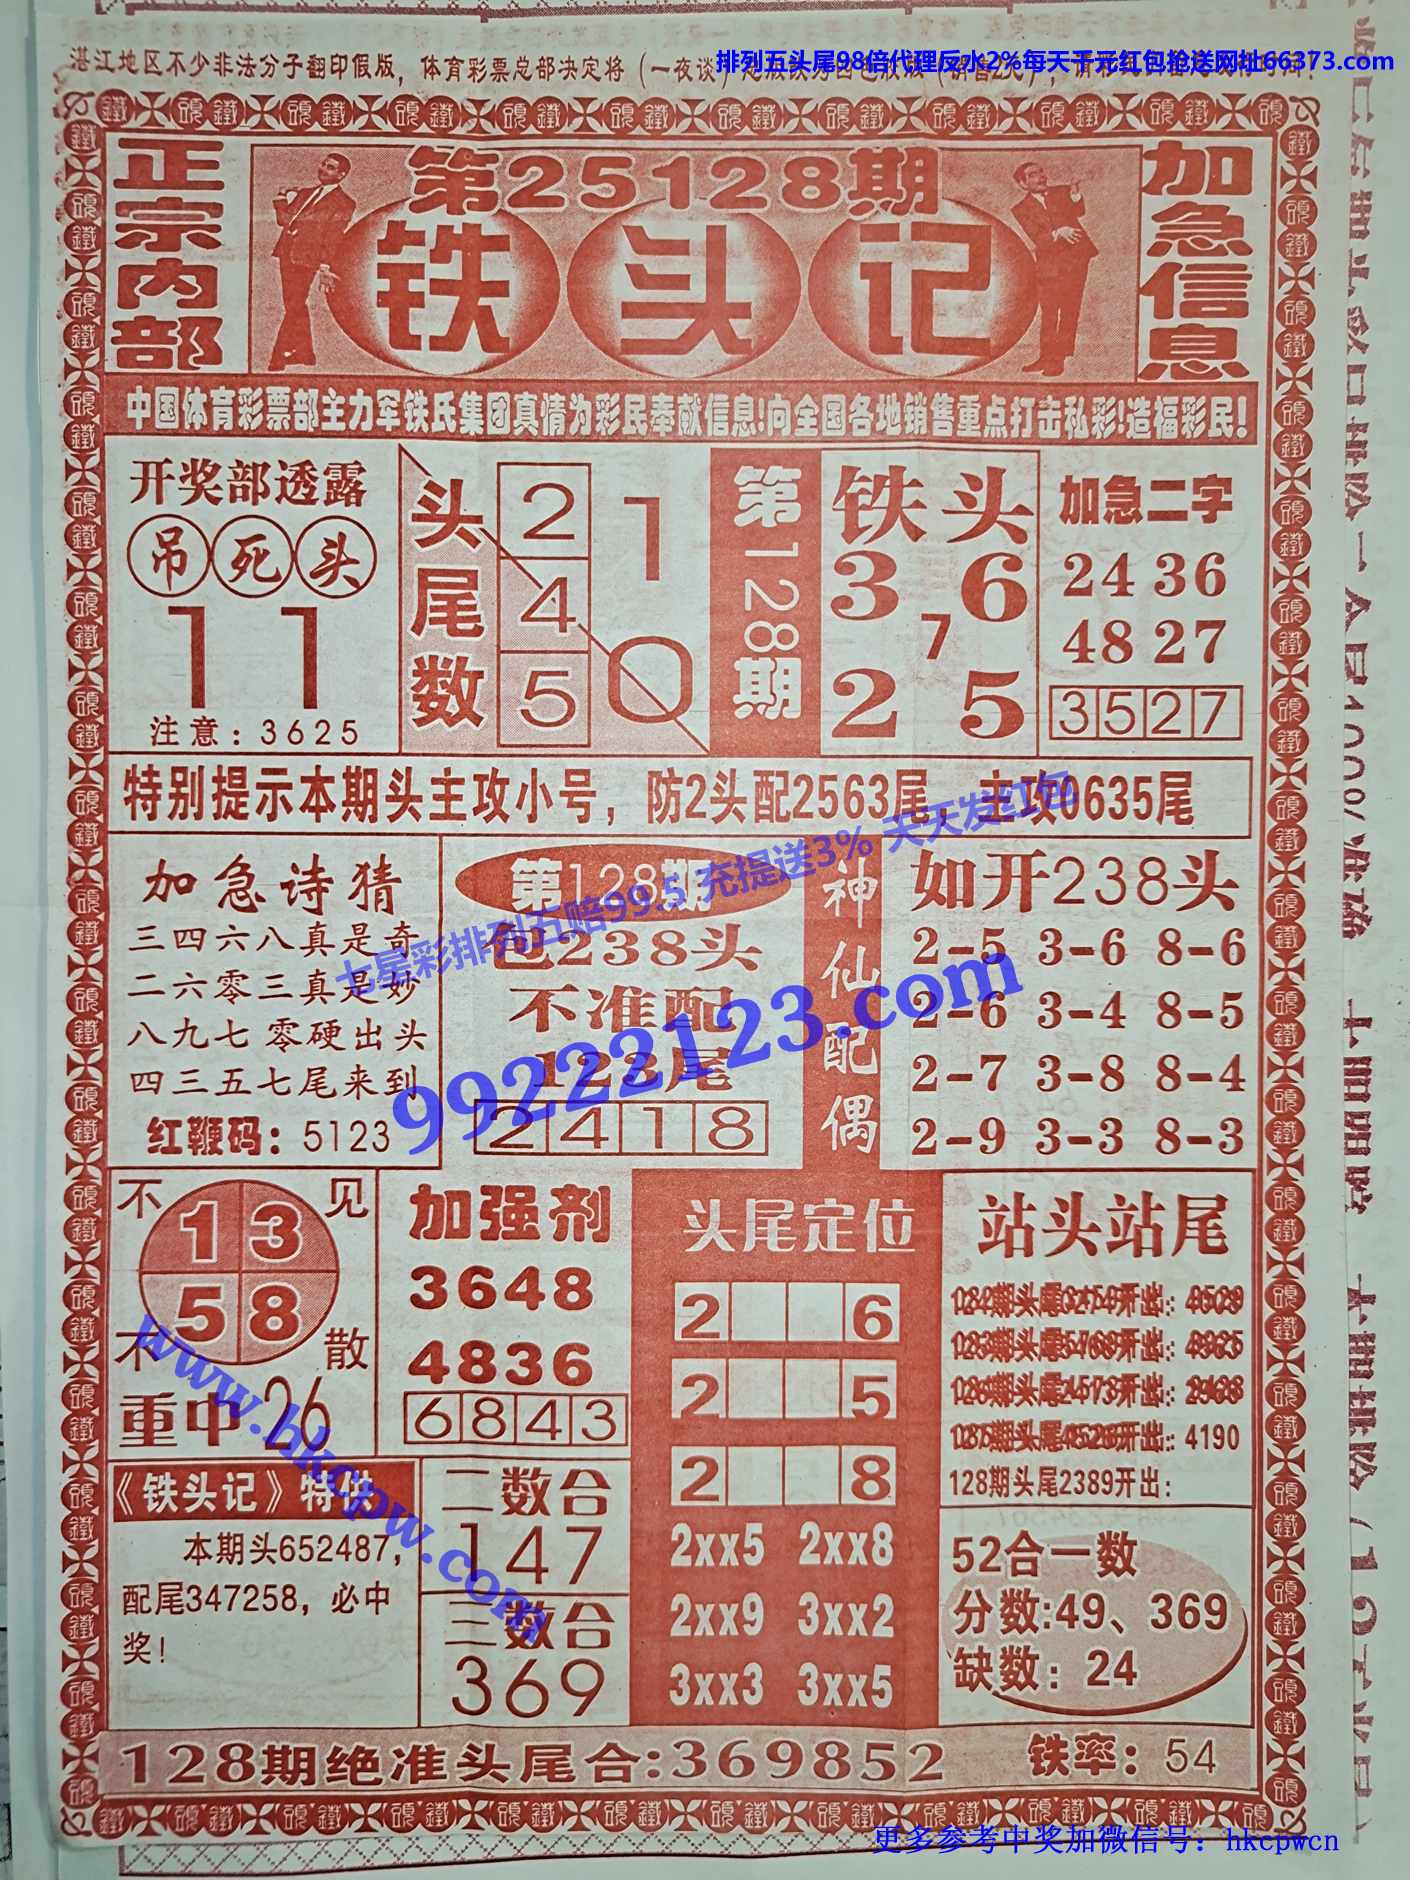 湛江地区不少非法分子翻印假版，体育彩票总部决定将（一夜谈）
排列五头尾98倍代理反水2%每天千元红包抢送网址66373.com
正宗内部
第25128期
铁头记
加急信息
中国体育彩票部主力军铁氏集团真情为彩民奉献信息!向全国各地销售重点打击私彩!造福彩民!
开奖部透露
吊死头
11
注意：3625
头尾数
2 1
4
5 0
第128期
铁头
3 6
7
2 5
加急二字
24 36
48 27
3527
特别提示本期头主攻小号，防2头配2563尾，主攻0635尾
加急诗猜
三四六八真是奇
二六零三真是妙
八九七零硬出头
四三五七尾来到
红鞭码：5123
第128期
包238头
不准配
123尾
2418
神仙配偶
如开238头
2-5 3-6 8-6
2-6 3-4 8-5
2-7 3-8 8-4
2-9 3-3 8-3
七星彩排列五赔99.5 充提送3% 天天发红包
99222123.com
不见
1 3
5 8
不散
重中26
加强剂
3648
4836
6843
头尾定位
2 6
2 5
2 8
2xx5 2xx8
2xx9 3xx2
3xx3 3xx5
站头站尾
4190
128期头尾2389开出：
www.hkcpw.com
《铁头记》特供
本期头652487，
配尾347258，必中
奖！
二数合
147
三数合
369
52合一数
分数:49、369
缺数：24
128期绝准头尾合:369852
铁率：54
更多参考中奖加微信号：hkcpwcn